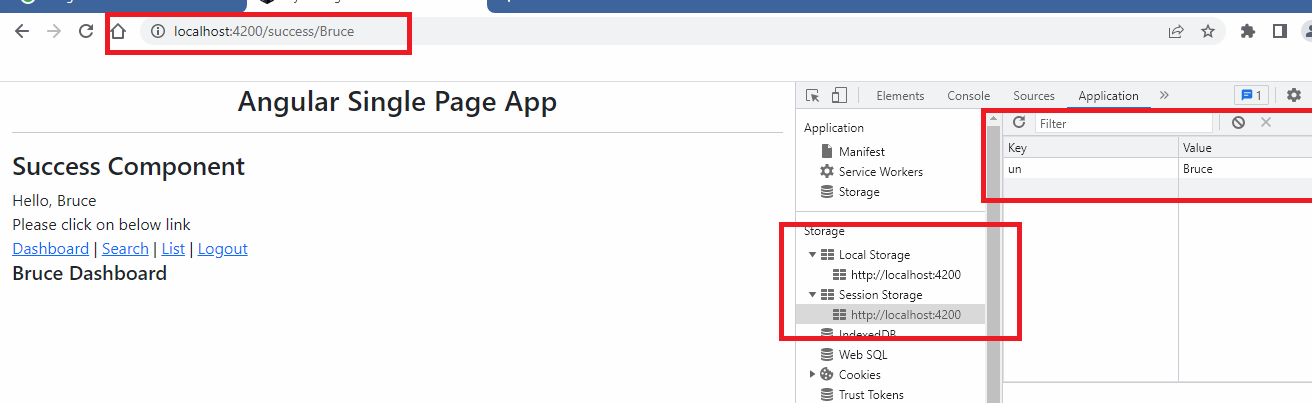 localhost:4200/success/Bruce
Angular Single Page App
Success Component
Hello, Bruce
Please click on below link
Dashboard | Search | List | Logout
Bruce Dashboard
Elements Console Sources Application » 1
Application
Manifest
Service Workers
Storage
Storage
Local Storage
http://localhost:4200
Session Storage
http://localhost:4200
IndexedDB
Web SQL
Cookies
Trust Tokens
Filter
Key Value
un Bruce